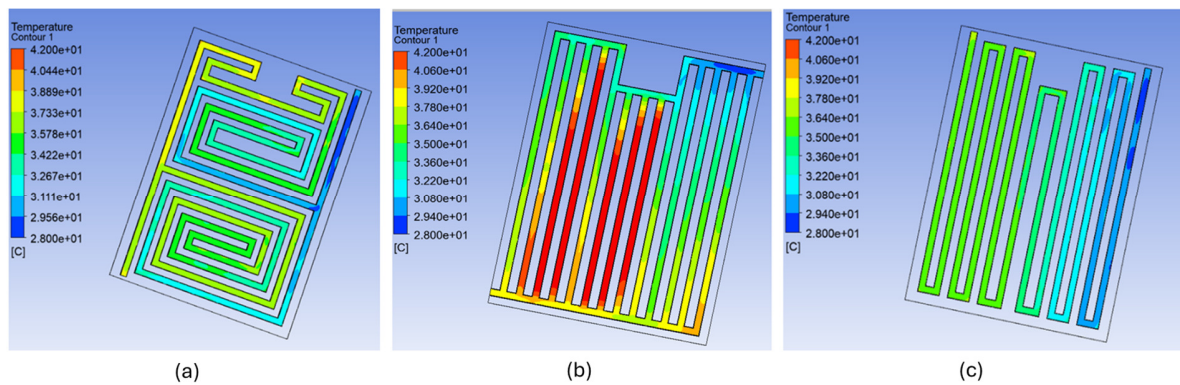 Temperature
Contour 1
4.200e+01
4.044e+01
3.889e+01
3.733e+01
3.578e+01
3.422e+01
3.267e+01
3.111e+01
2.956e+01
2.800e+01
[C]
(a)
Temperature
Contour 1
4.200e+01
4.060e+01
3.920e+01
3.780e+01
3.640e+01
3.500e+01
3.360e+01
3.220e+01
3.080e+01
2.940e+01
2.800e+01
[C]
(b)
Temperature
Contour 1
4.200e+01
4.060e+01
3.920e+01
3.780e+01
3.640e+01
3.500e+01
3.360e+01
3.220e+01
3.080e+01
2.940e+01
2.800e+01
[C]
(c)